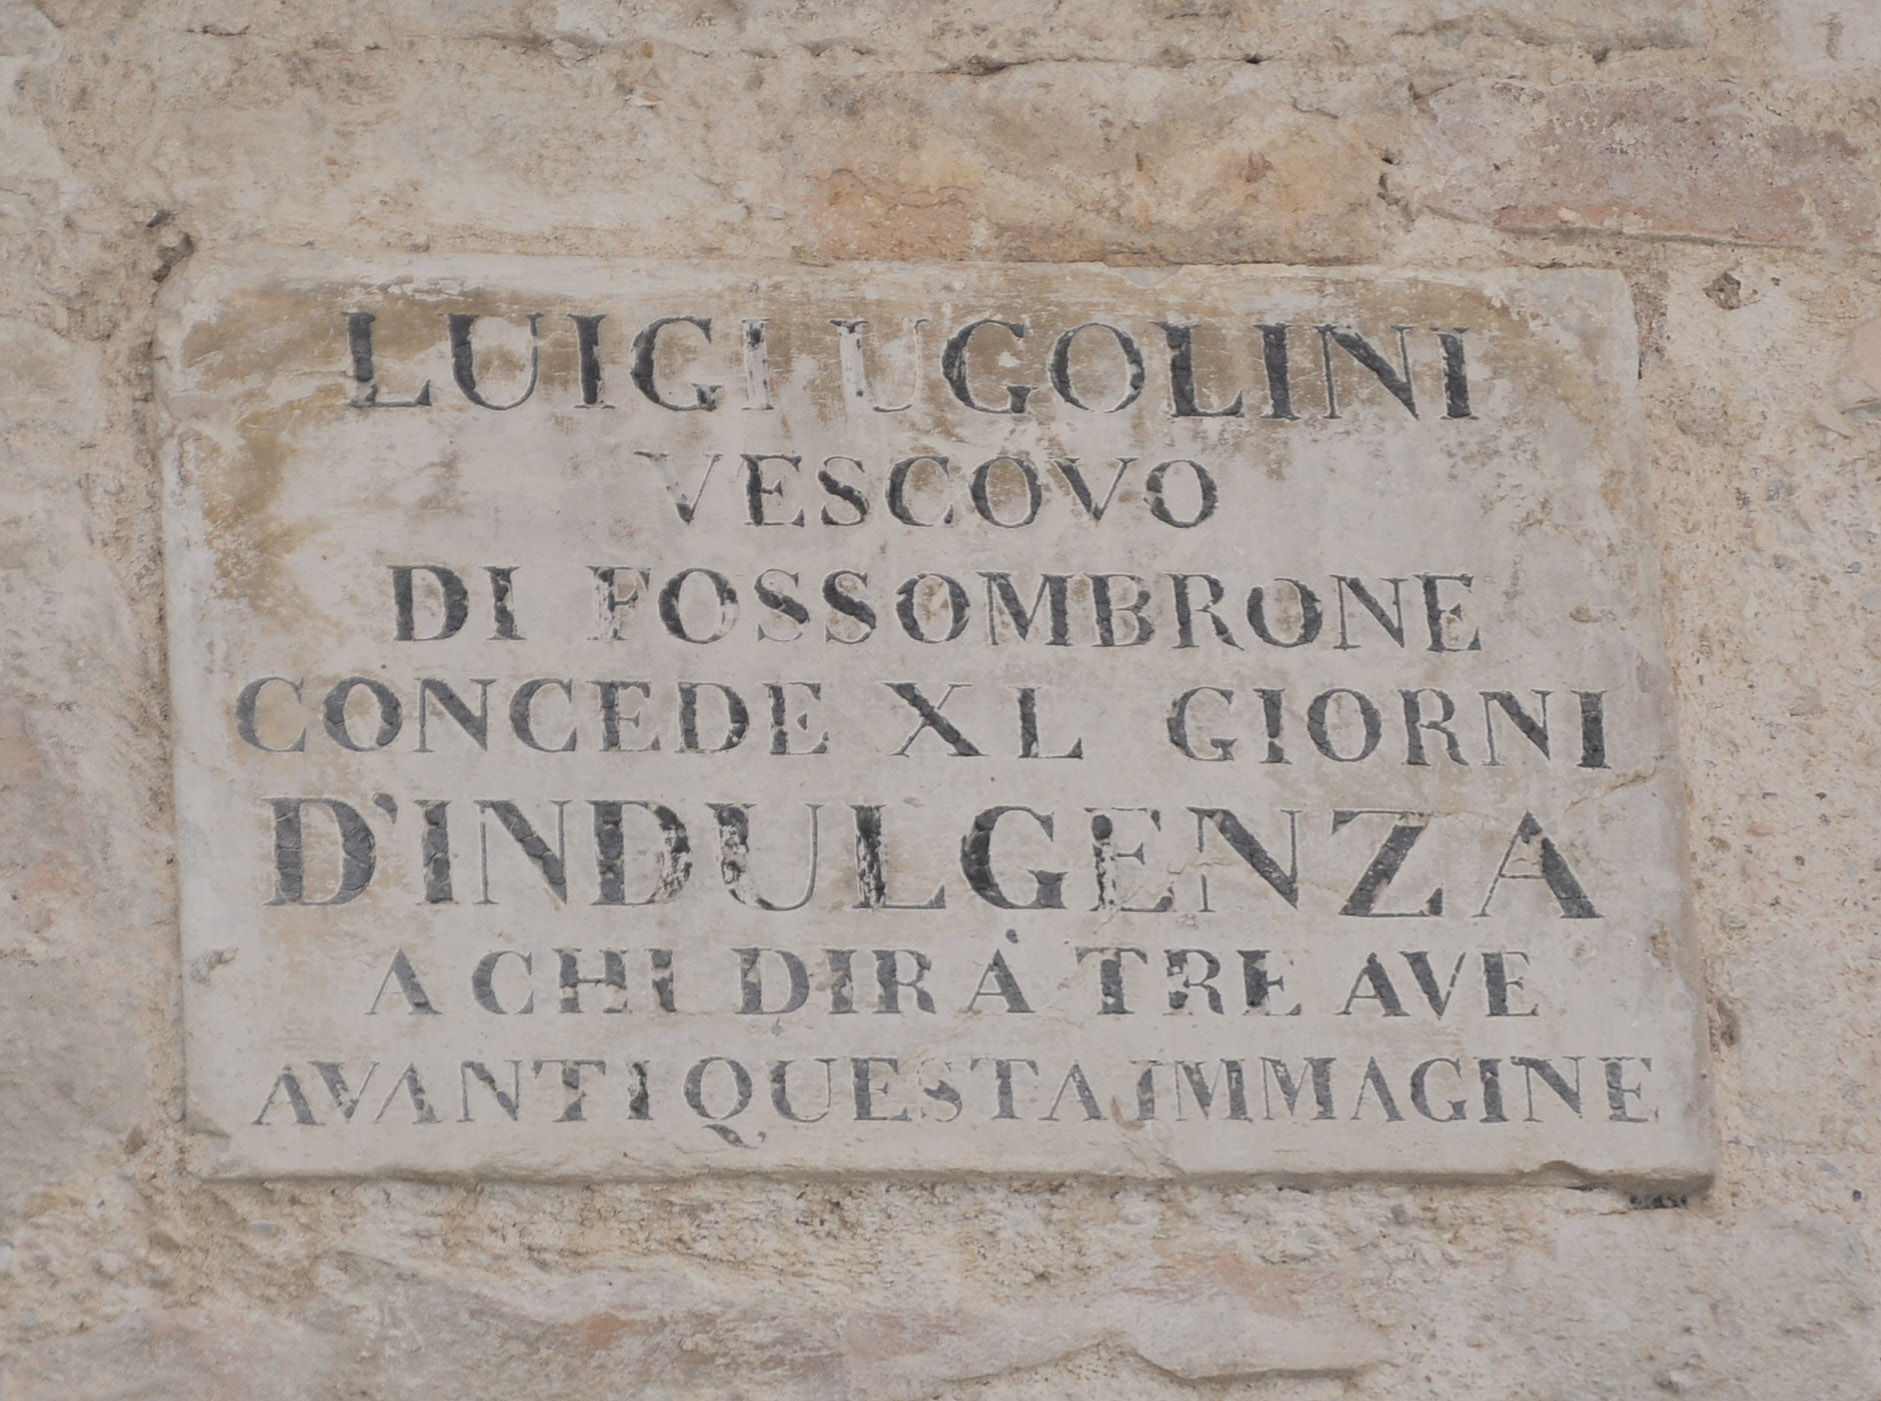 LUIGI UGOLINI
VESCOVO
DI FOSSOMBRONE
CONCEDE XL GIORNI
D'INDULGENZA
A CHI DIRÀ TRE AVE
AVANTI QUESTA IMMAGINE